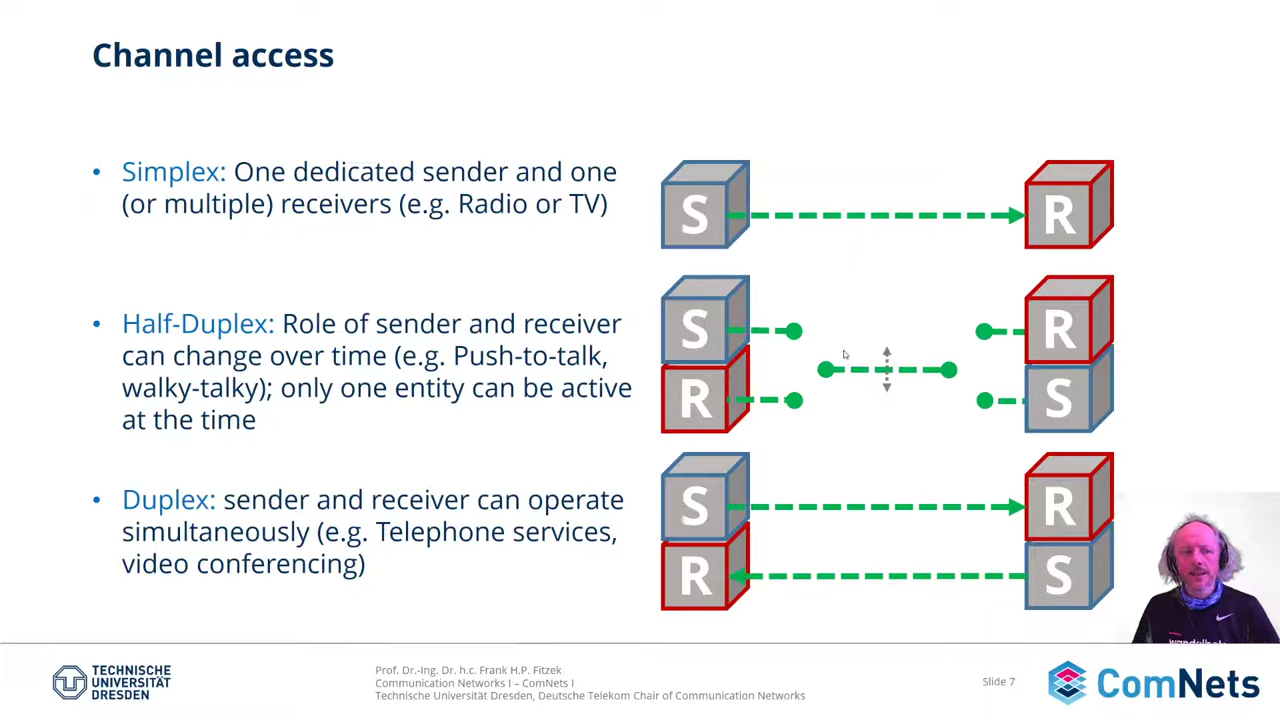 Channel access
• Simplex: One dedicated sender and one
(or multiple) receivers (e.g. Radio or TV)
S
R
• Half-Duplex: Role of sender and receiver
can change over time (e.g. Push-to-talk,
walky-talky); only one entity can be active
at the time
S
R
R
S
• Duplex: sender and receiver can operate
simultaneously (e.g. Telephone services,
video conferencing)
S
R
R
S
TECHNISCHE
UNIVERSITÄT
DRESDEN
Prof. Dr.-Ing. Dr. h.c. Frank H.P. Fitzek
Communication Networks I – ComNets I
Technische Universität Dresden, Deutsche Telekom Chair of Communication Networks
Slide 7
ComNets